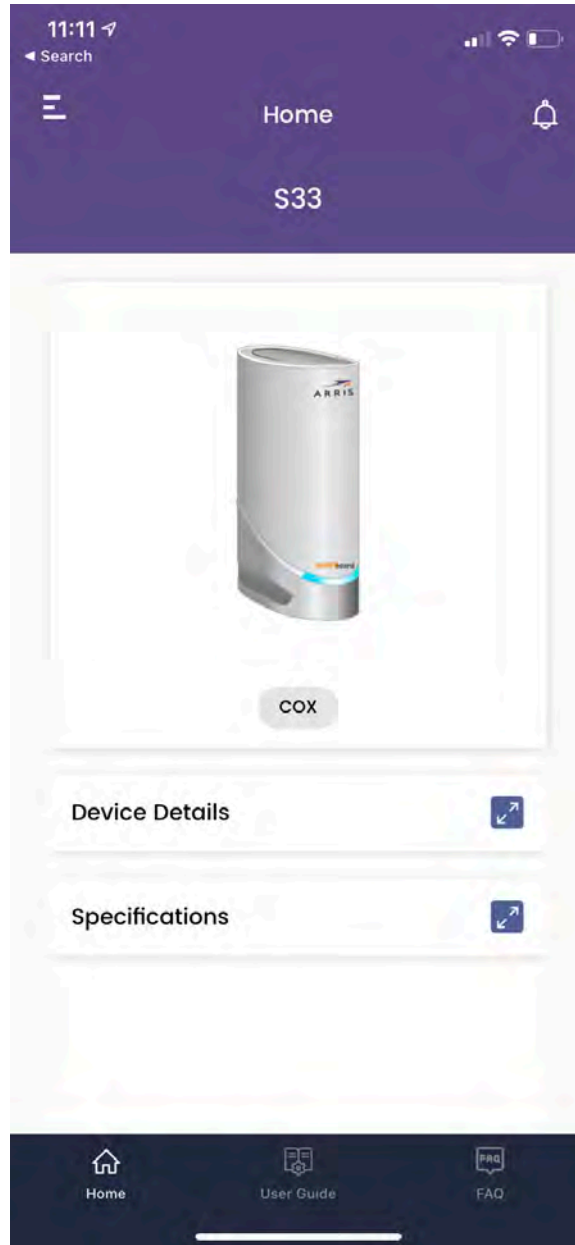 11:11
◀ Search
Home
S33
ARRIS
COX
Device Details
Specifications
Home
User Guide
FAQ
FAQ